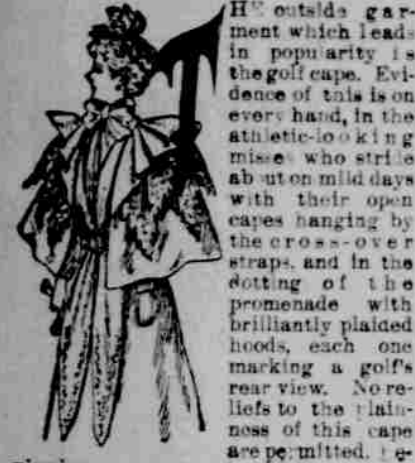 T
HE outside gar-
ment which leads
in popularity is
the golf cape. Evi-
dence of this is on
every hand, in the
athletic-looking
misses who stride
about on mild days
with their open
capes hanging by
the cross-over
straps, and in the
dotting of the
promenade with
brilliantly plaided
hoods, each one
marking a golf's
rear view. No re-
liefs to the plain-
ness of this cape
are permitted.